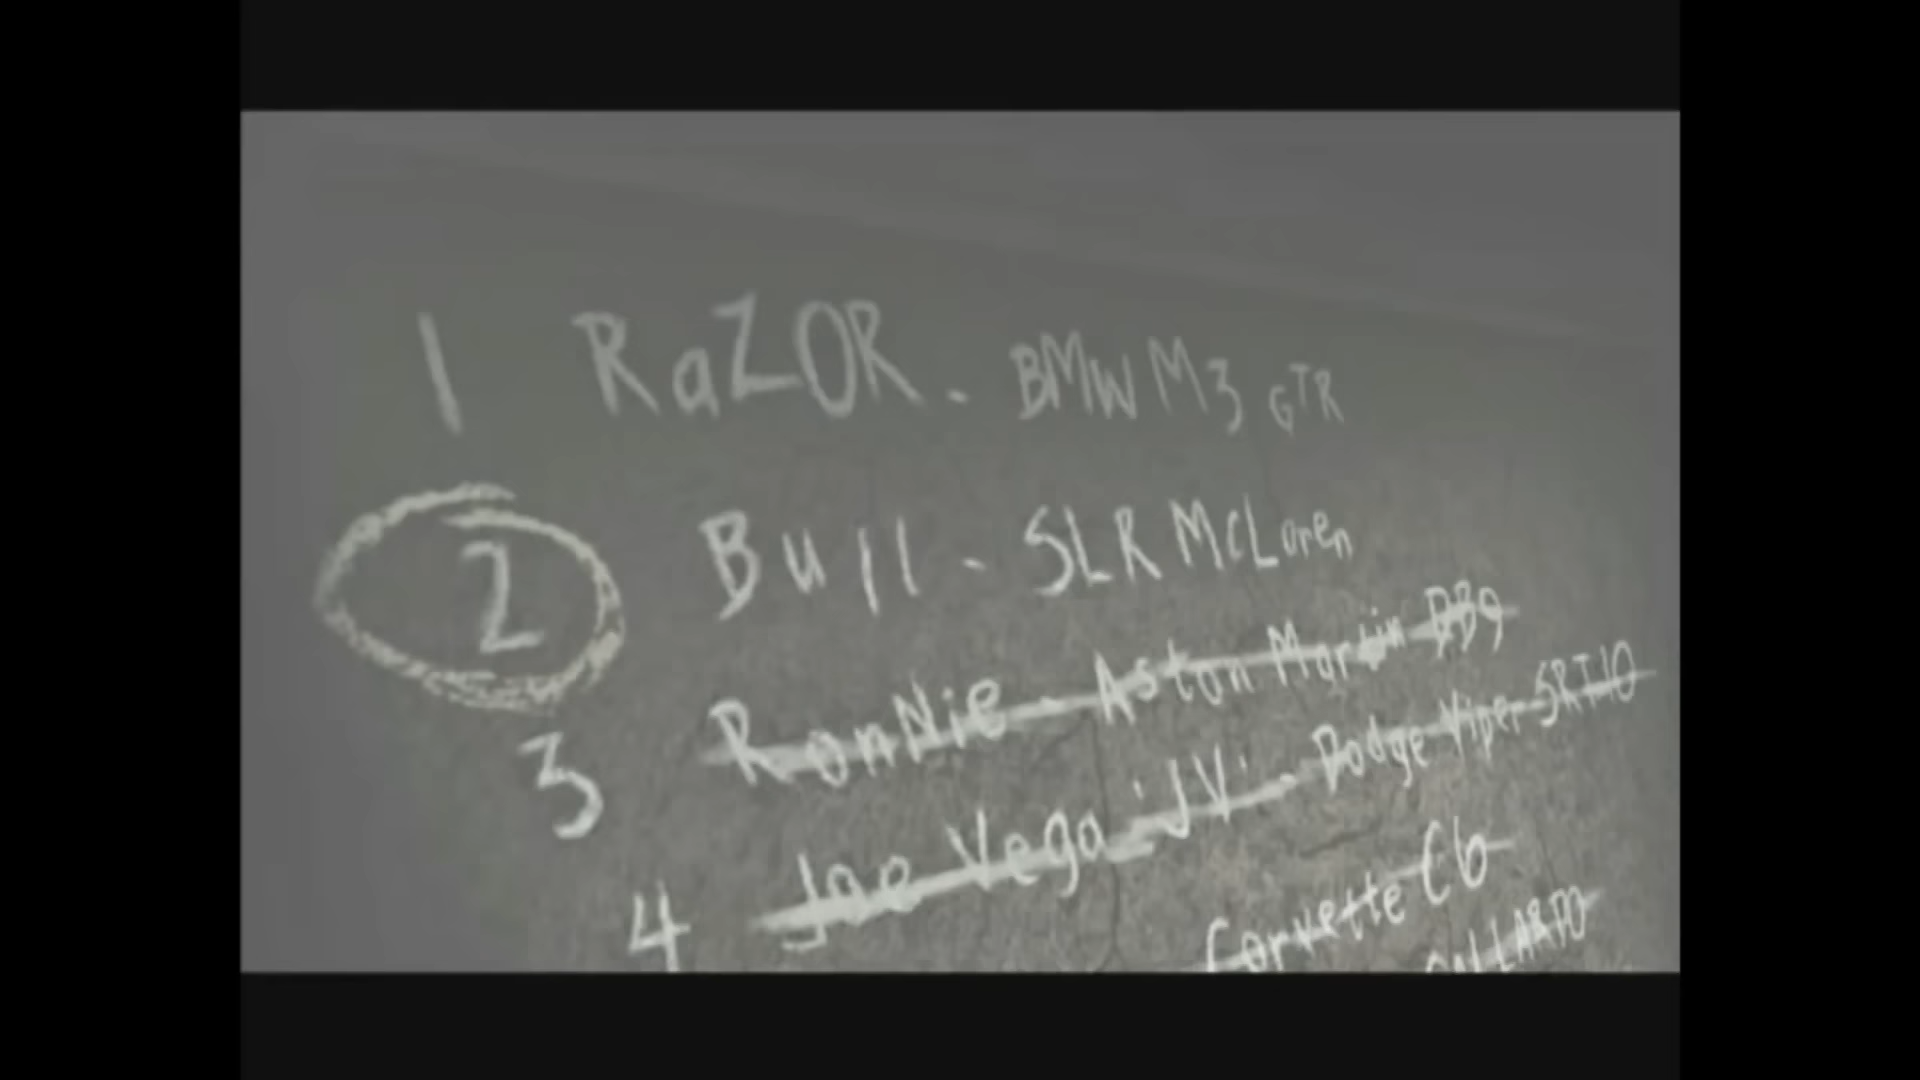 1 RaZOR - BMW M3 GTR
2 Bull - SLR McLaren
3 RonNie - Aston Martin DB9
4 Joe Vega 'JV' - Dodge Viper SRT10
Corvette C6
GALLARDO